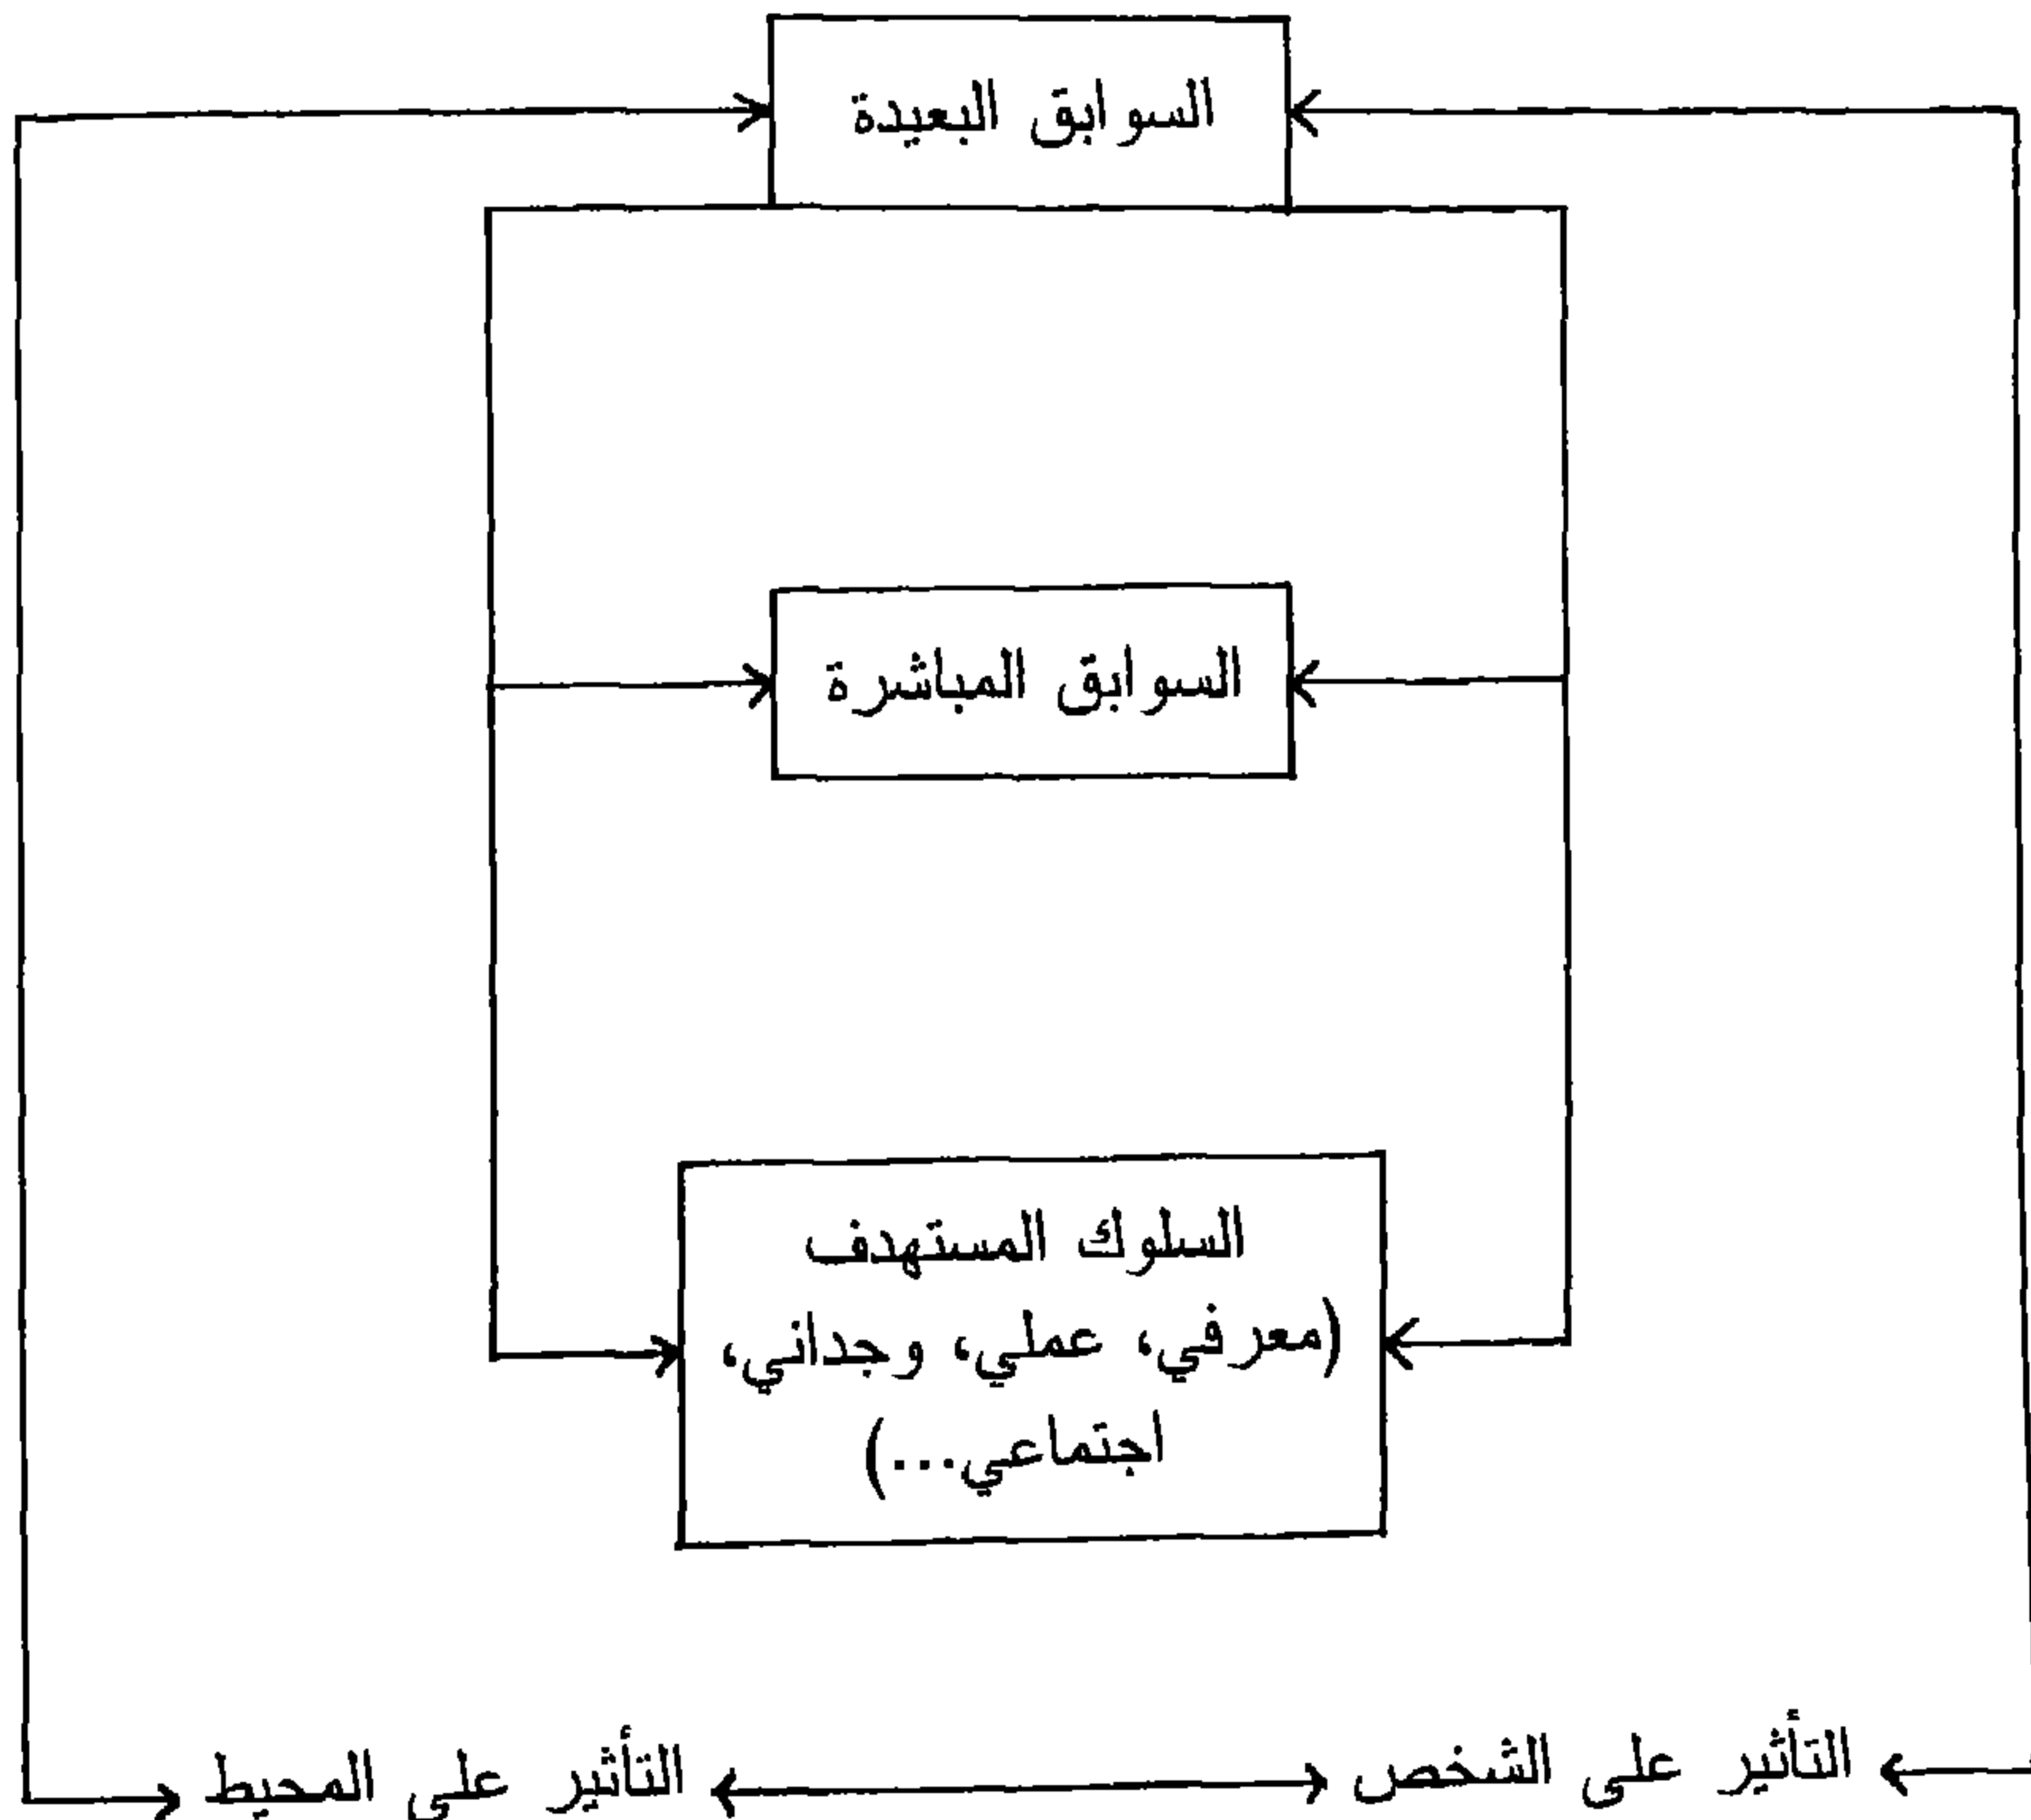 السوابق البعيدة
السوابق المباشرة
السلوك المستهدف
(معرفي، عملي، وجداني،
اجتماعي...)
التأثير على الشخص
التأثير على المحيط